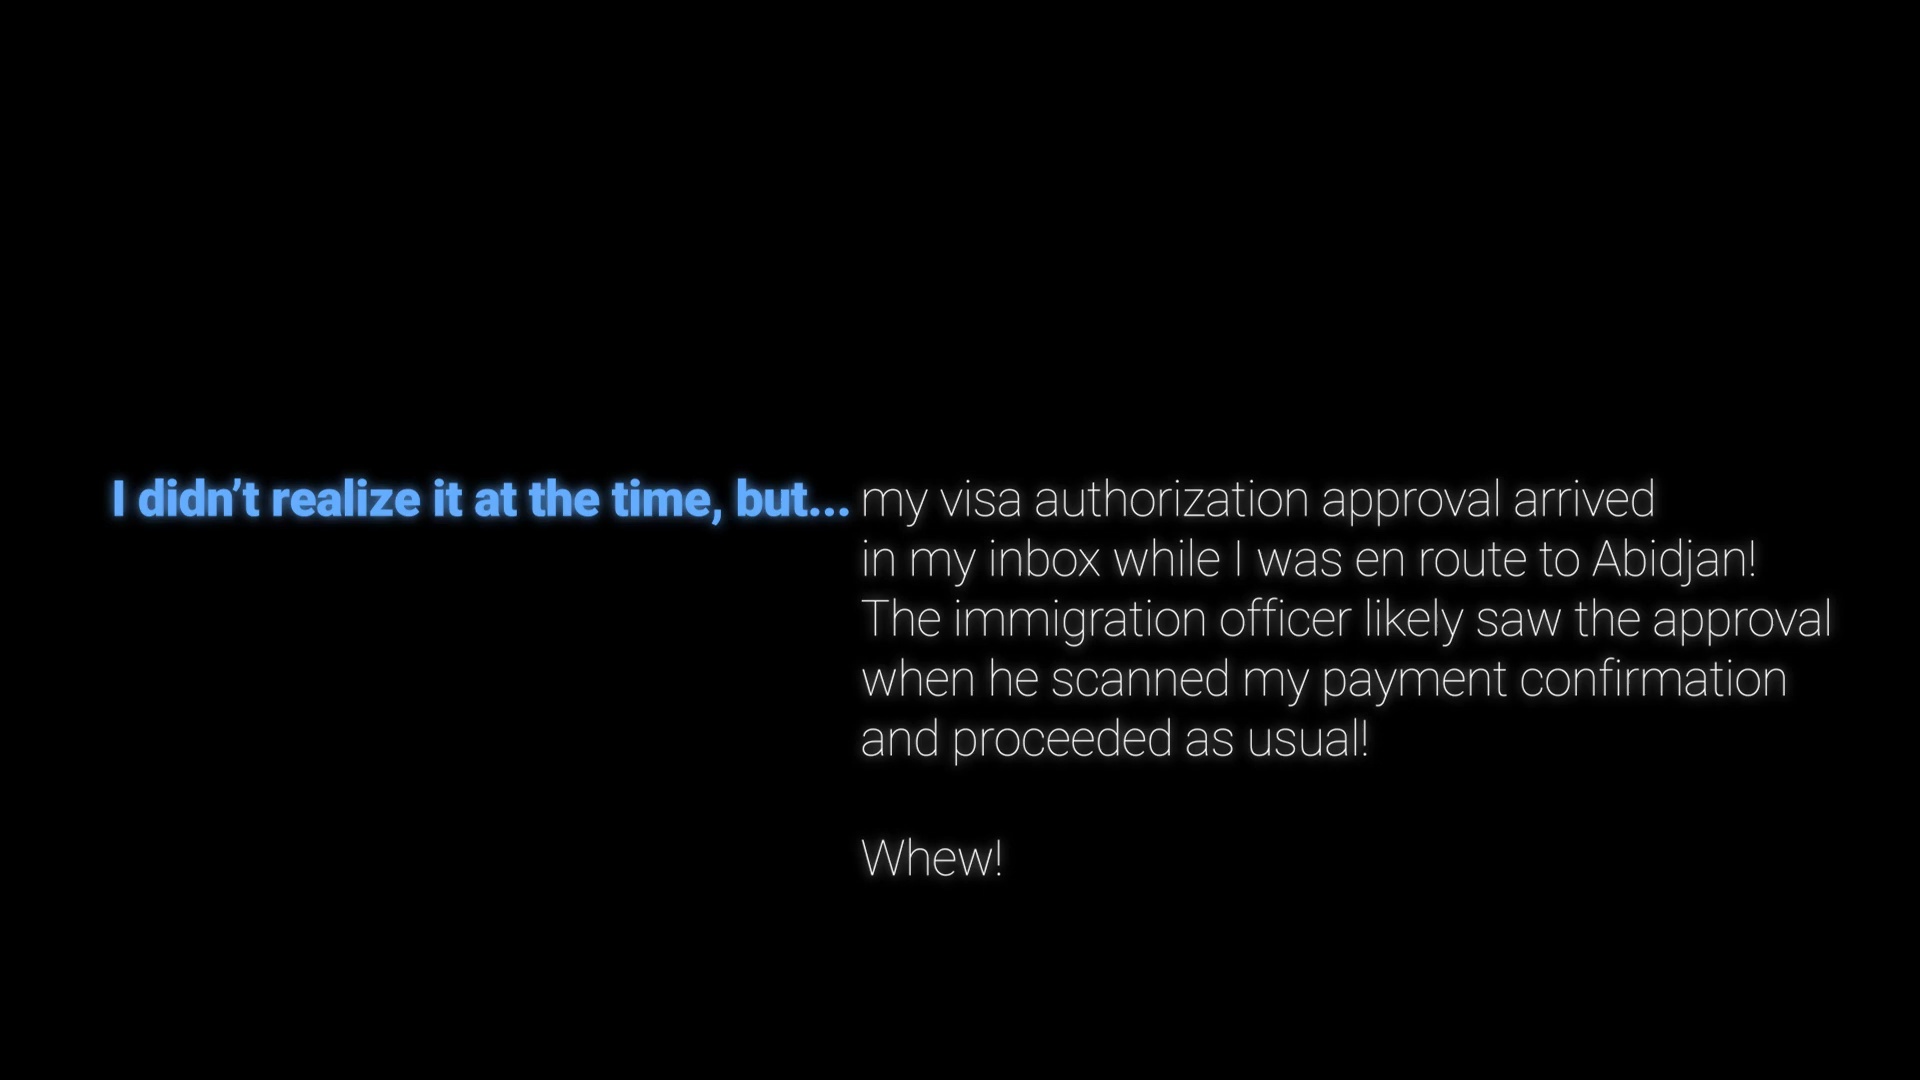 I didn’t realize it at the time, but... my visa authorization approval arrived
in my inbox while I was en route to Abidjan!
The immigration officer likely saw the approval
when he scanned my payment confirmation
and proceeded as usual!
Whew!